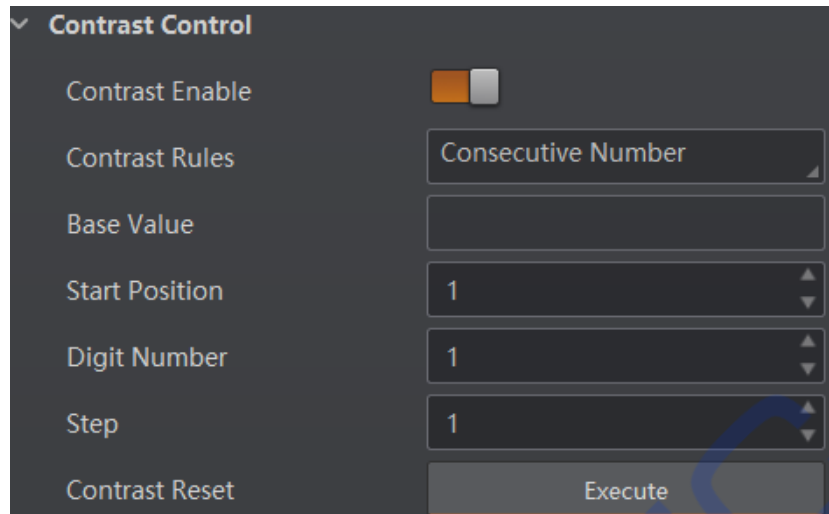 Contrast Control
Contrast Enable
Contrast Rules Consecutive Number
Base Value
Start Position 1
Digit Number 1
Step 1
Contrast Reset Execute